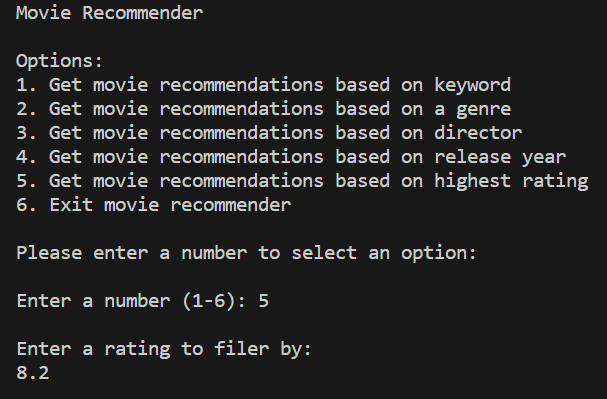 Movie Recommender
Options:
1. Get movie recommendations based on keyword
2. Get movie recommendations based on a genre
3. Get movie recommendations based on director
4. Get movie recommendations based on release year
5. Get movie recommendations based on highest rating
6. Exit movie recommender
Please enter a number to select an option:
Enter a number (1-6): 5
Enter a rating to filer by:
8.2